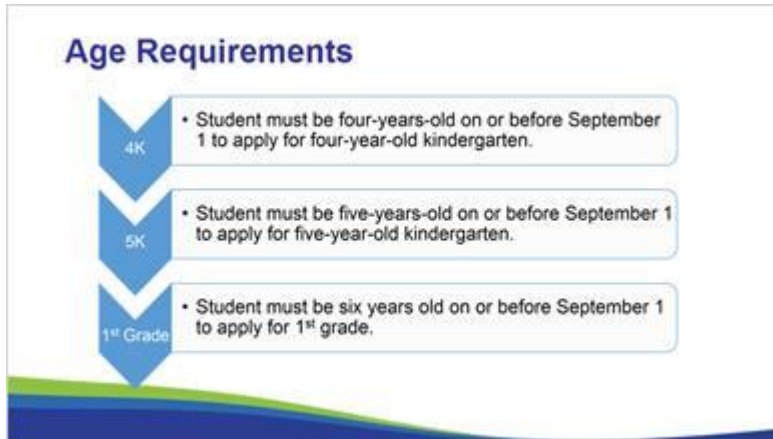 Age Requirements
4K
• Student must be four-years-old on or before September
1 to apply for four-year-old kindergarten.
5K
• Student must be five-years-old on or before September 1
to apply for five-year-old kindergarten.
1st Grade
• Student must be six years old on or before September 1
to apply for 1st grade.